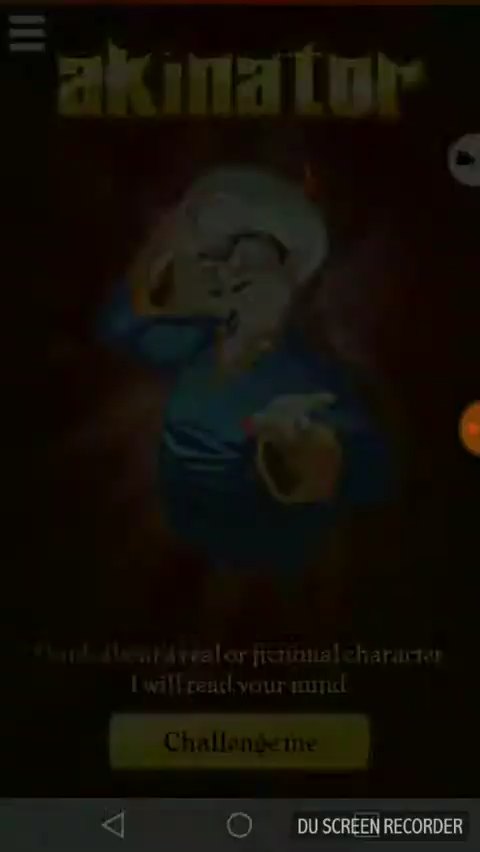 akinator
Think about a real or fictional character
I will read your mind
Challenge me
DU SCREEN RECORDER